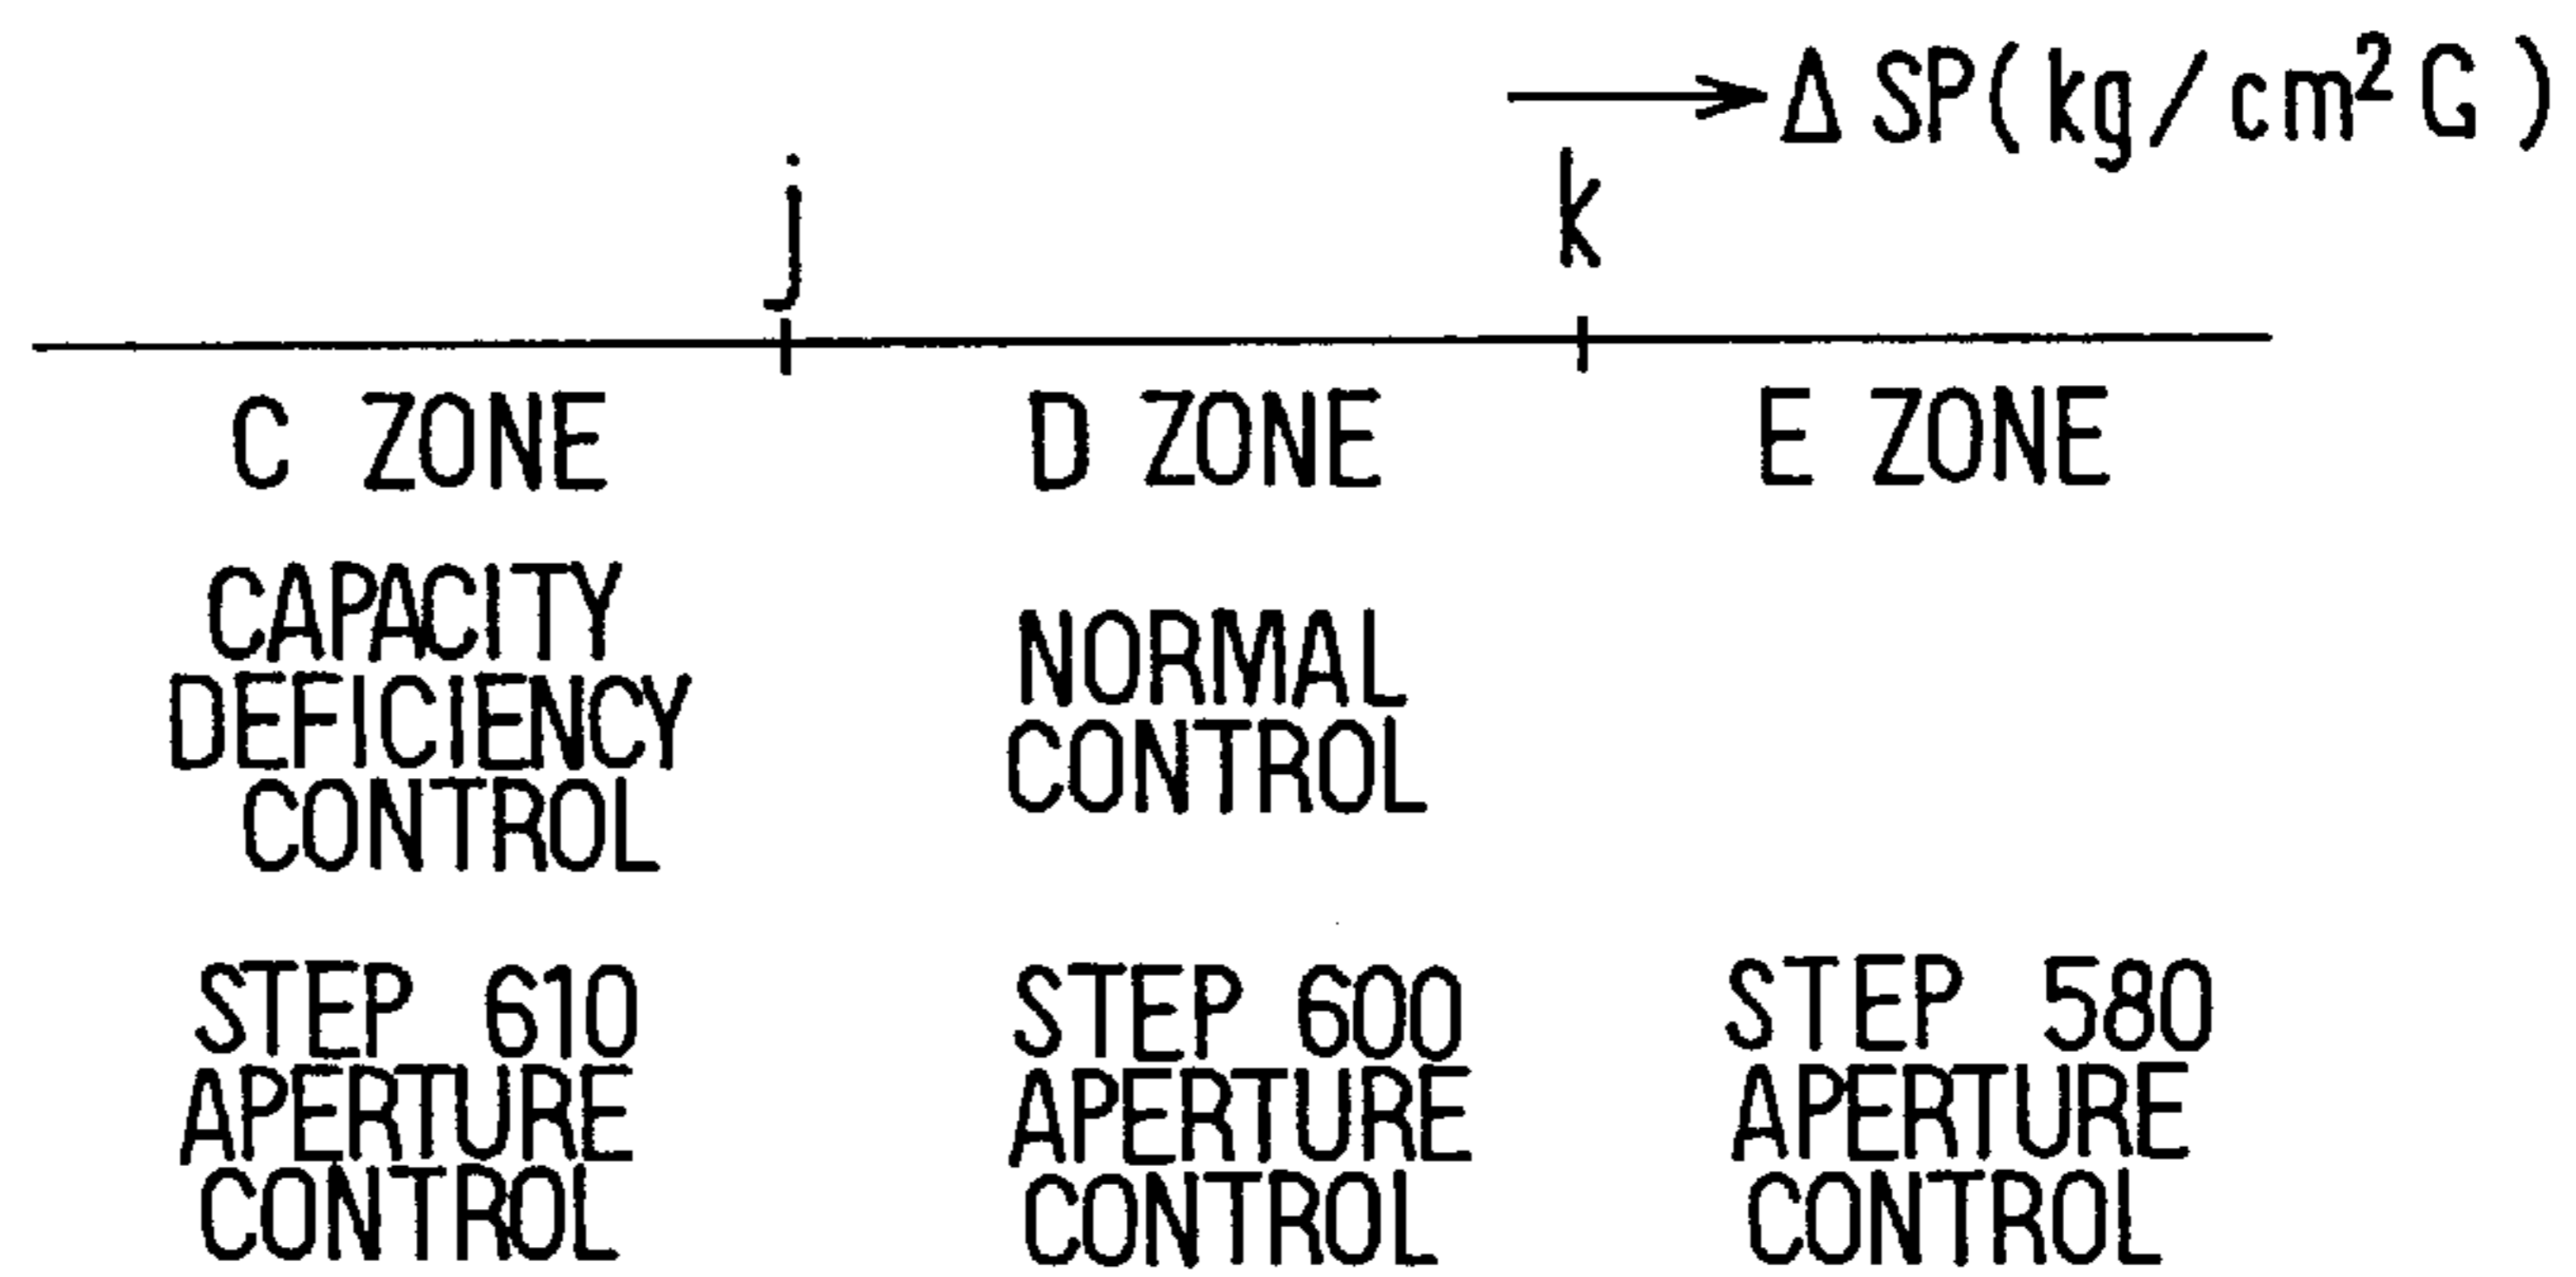 Δ SP(kg/cm²G)
j k
C ZONE D ZONE E ZONE
CAPACITY
DEFICIENCY
CONTROL
NORMAL
CONTROL
STEP 610
APERTURE
CONTROL
STEP 600
APERTURE
CONTROL
STEP 580
APERTURE
CONTROL